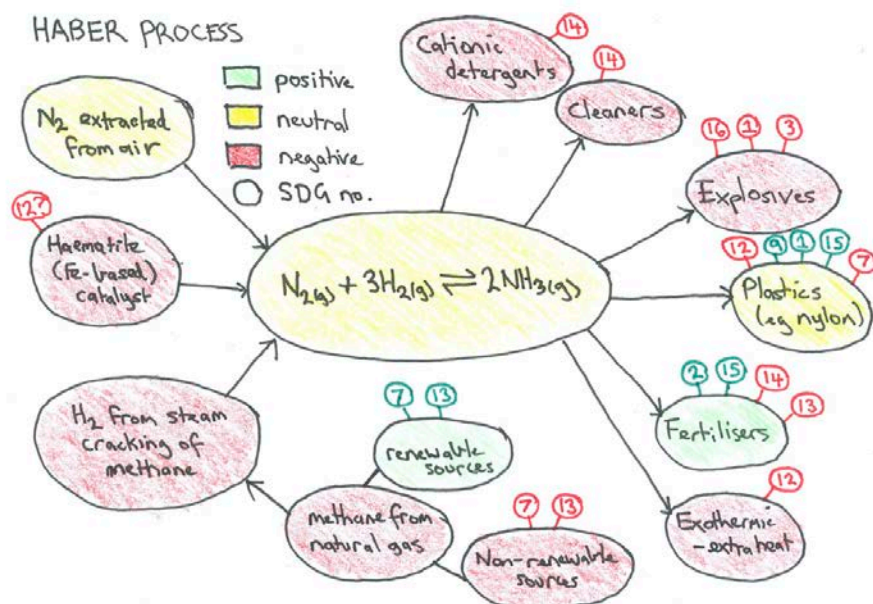 HABER PROCESS
positive
neutral
negative
SDG no.
N₂ extracted
from air
12?
Haematite
(Fe-based)
catalyst
H₂ from steam
cracking of
methane
7 13
renewable
sources
methane from
natural gas
7 13
Non-renewable
sources
N₂(g) + 3H₂(g) ⇌ 2NH₃(g)
14
Cationic
detergents
14
Cleaners
16 1 3
Explosives
12 9 1 15 7
Plastics
(eg nylon)
2 15 14 13
Fertilisers
12
Exothermic
-extra heat